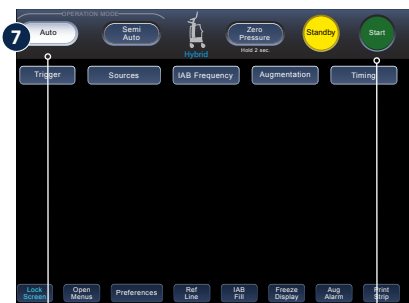 OPERATION MODE
7
Auto
Semi
Auto
Hybrid
Zero
Pressure
Hold 2 sec.
Standby
Start
Trigger
Sources
IAB Frequency
Augmentation
Timing
Lock
Screen
Open
Menus
Preferences
Ref
Line
IAB
Fill
Freeze
Display
Aug
Alarm
Print
Strip